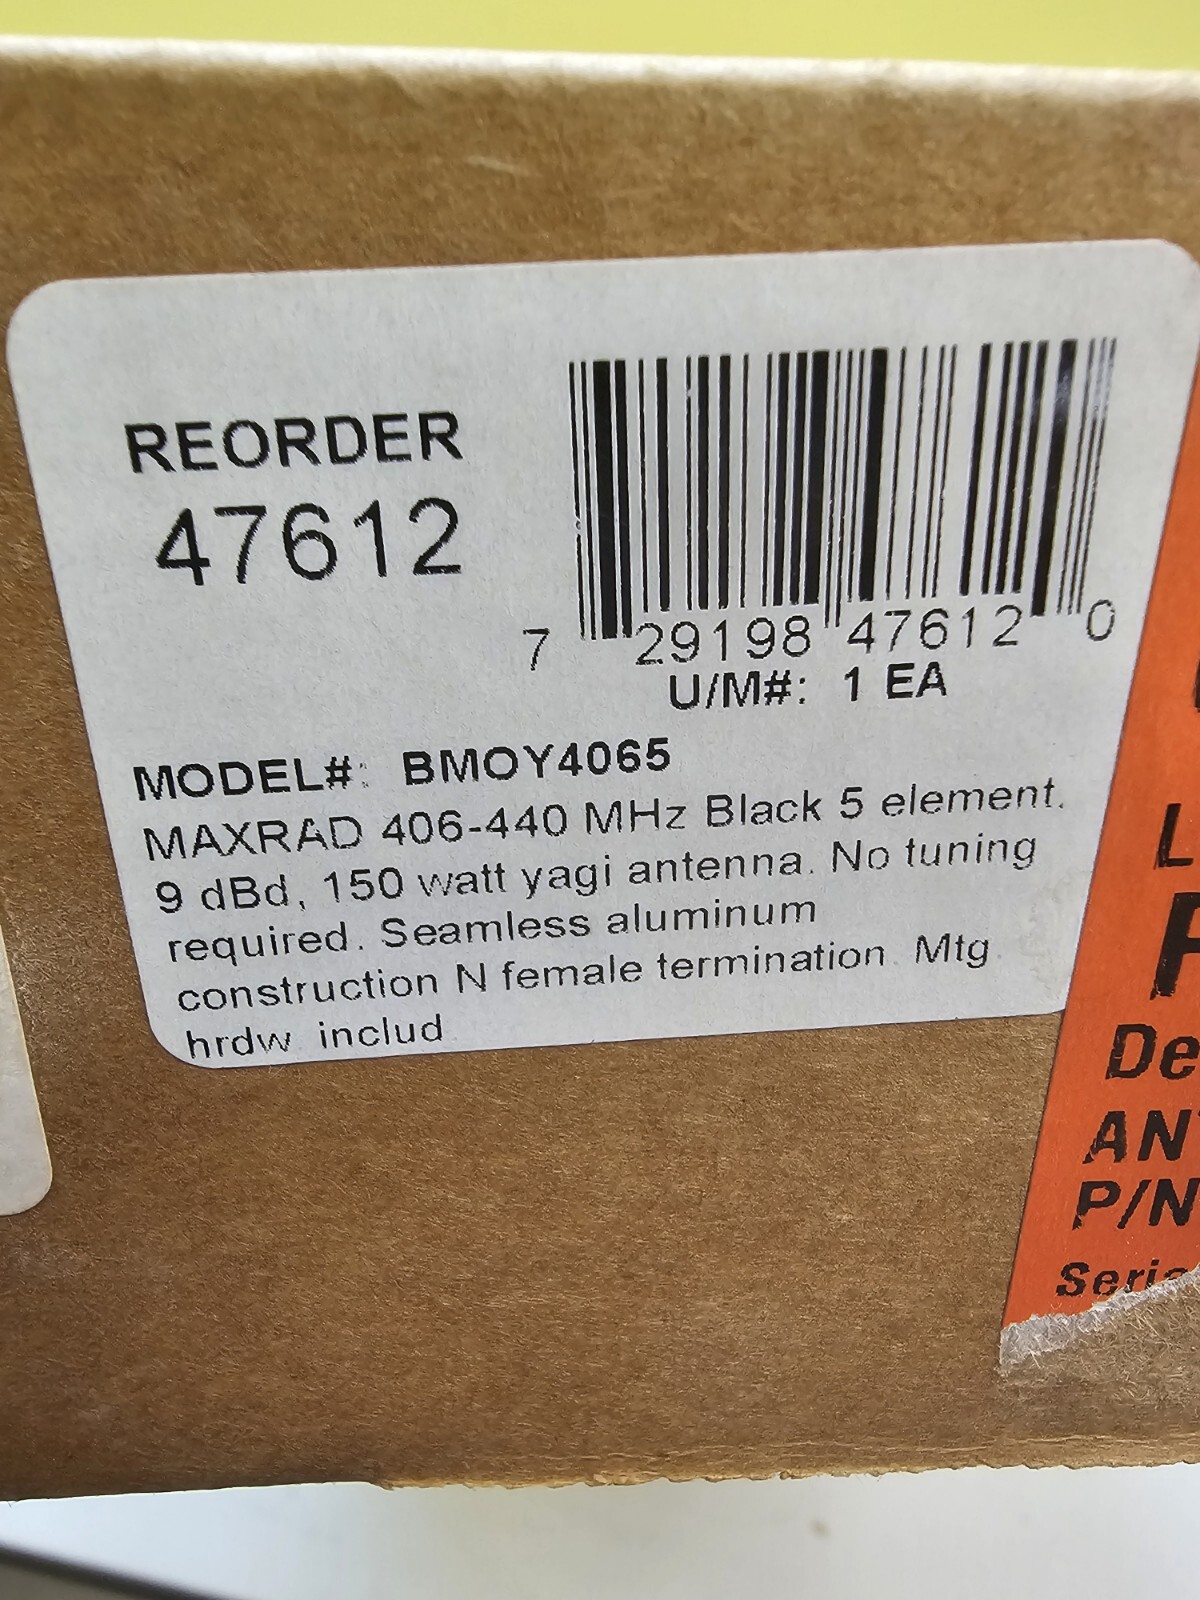 REORDER
47612
7 29198 47612 0
U/M#: 1 EA
MODEL#: BMOY4065
MAXRAD 406-440 MHz Black 5 element.
9 dBd, 150 watt yagi antenna. No tuning
required. Seamless aluminum
construction N female termination Mtg
hrdw includ
De
AN
P/N
Seria